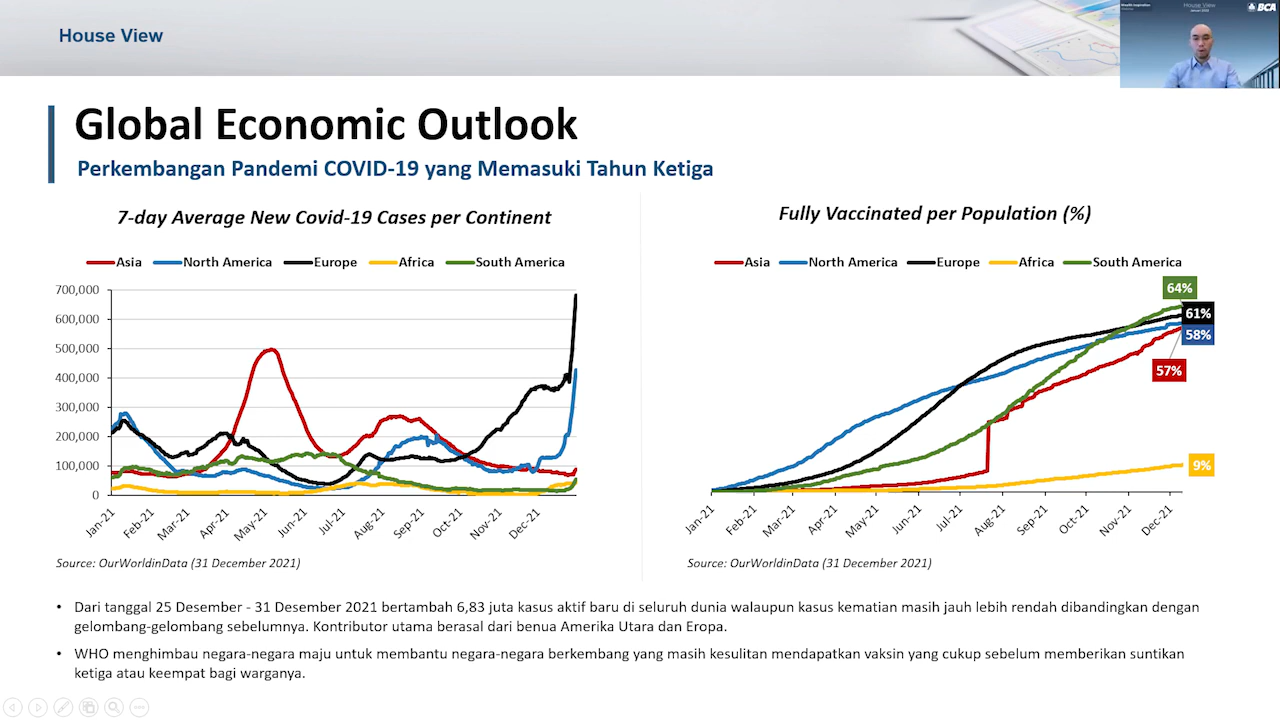 House View
House View
BCA
Global Economic Outlook
Perkembangan Pandemi COVID-19 yang Memasuki Tahun Ketiga
7-day Average New Covid-19 Cases per Continent
Asia North America Europe Africa South America
700,000
600,000
500,000
400,000
300,000
200,000
100,000
0
Jan-21 Feb-21 Mar-21 Apr-21 May-21 Jun-21 Jul-21 Aug-21 Sep-21 Oct-21 Nov-21 Dec-21
Source: OurWorldinData (31 December 2021)
Fully Vaccinated per Population (%)
Asia North America Europe Africa South America
64%
61%
58%
57%
9%
Jan-21 Feb-21 Mar-21 Apr-21 May-21 Jun-21 Jul-21 Aug-21 Sep-21 Oct-21 Nov-21 Dec-21
Source: OurWorldinData (31 December 2021)
• Dari tanggal 25 Desember - 31 Desember 2021 bertambah 6,83 juta kasus aktif baru di seluruh dunia walaupun kasus kematian masih jauh lebih rendah dibandingkan dengan
gelombang-gelombang sebelumnya. Kontributor utama berasal dari benua Amerika Utara dan Eropa.
• WHO menghimbau negara-negara maju untuk membantu negara-negara berkembang yang masih kesulitan mendapatkan vaksin yang cukup sebelum memberikan suntikan
ketiga atau keempat bagi warganya.